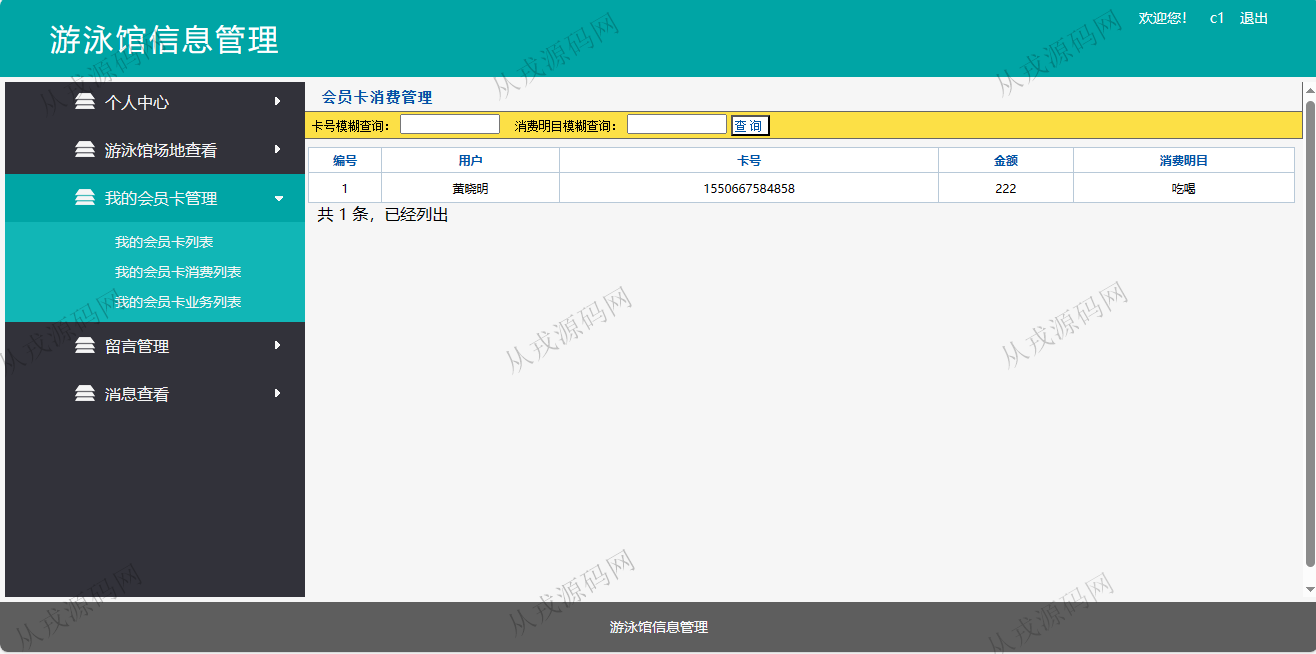 欢迎您! c1 退出
游泳馆信息管理
个人中心
游泳馆场地查看
我的会员卡管理
我的会员卡列表
我的会员卡消费列表
我的会员卡业务列表
留言管理
消息查看
会员卡消费管理
卡号模糊查询： 消费明目模糊查询： 查询
编号 用户 卡号 金额 消费明目
1 黄晓明 1550667584858 222 吃喝
共 1 条，已经列出
游泳馆信息管理
从戎源码网
从戎源码网
从戎源码网
从戎源码网
从戎源码网
从戎源码网
从戎源码网
从戎源码网
从戎源码网